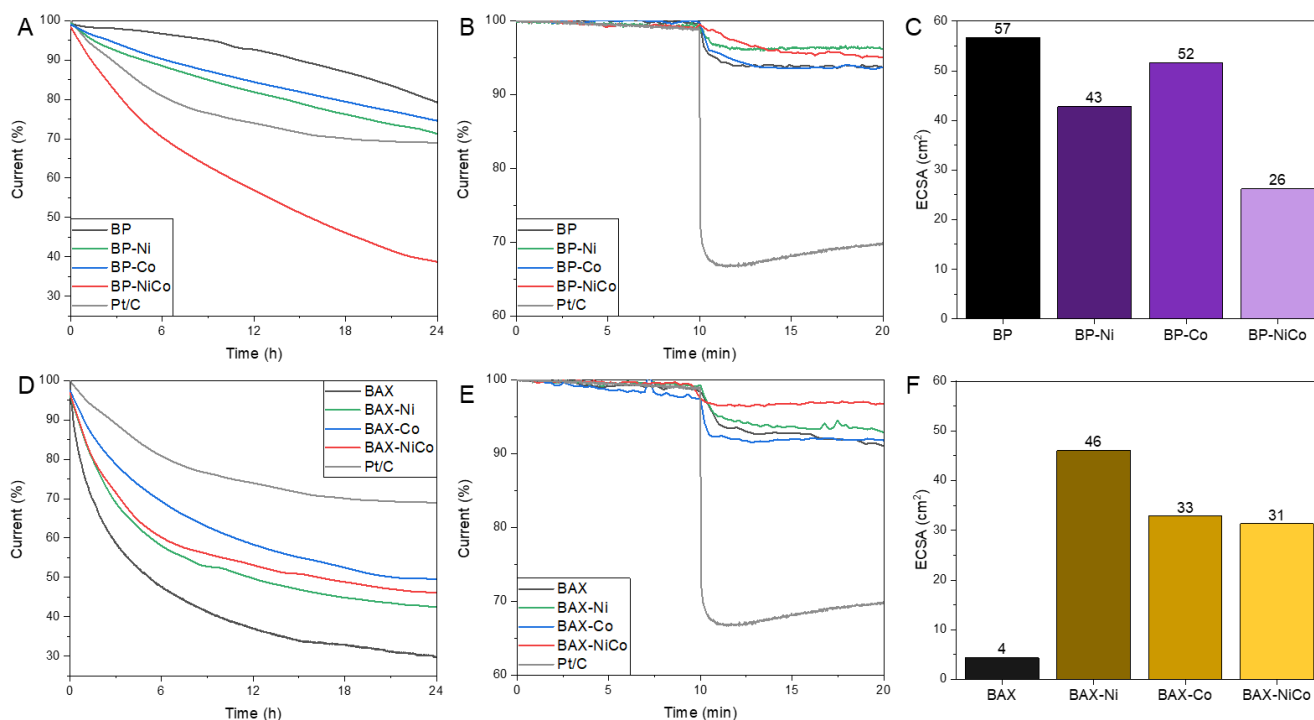 A
Current (%)
100
90
80
70
60
50
40
30
BP
BP-Ni
BP-Co
BP-NiCo
Pt/C
0
6
12
18
24
Time (h)
B
Current (%)
100
90
80
70
60
BP
BP-Ni
BP-Co
BP-NiCo
Pt/C
0
5
10
15
20
Time (min)
C
ECSA (cm²)
60
50
40
30
20
10
0
57
43
52
26
BP
BP-Ni
BP-Co
BP-NiCo
D
Current (%)
100
90
80
70
60
50
40
30
BAX
BAX-Ni
BAX-Co
BAX-NiCo
Pt/C
0
6
12
18
24
Time (h)
E
Current (%)
100
90
80
70
60
BAX
BAX-Ni
BAX-Co
BAX-NiCo
Pt/C
0
5
10
15
20
Time (min)
F
ECSA (cm²)
60
50
40
30
20
10
0
4
46
33
31
BAX
BAX-Ni
BAX-Co
BAX-NiCo